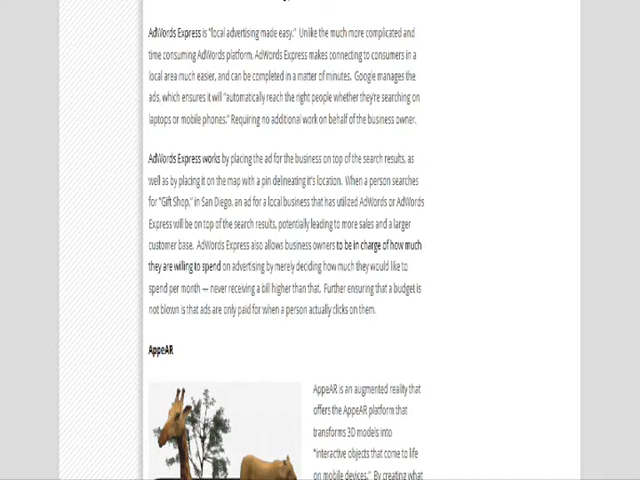 AdWords Express is "local advertising made easy." Unlike the much more complicated and
time consuming AdWords platform, AdWords Express makes connecting to consumers in a
local area much easier, and can be completed in a matter of minutes. Google manages the
ads, which ensures it will "automatically reach the right people whether they're searching on
laptops or mobile phones." Requiring no additional work on behalf of the business owner.
AdWords Express works by placing the ad for the business on top of the search results, as
well as by placing it on the map with a pin delineating it's location. When a person searches
for "Gift Shop," in San Diego, an ad for a local business that has utilized AdWords or AdWords
Express will be on top of the search results, potentially leading to more sales and a larger
customer base. AdWords Express also allows business owners to be in charge of how much
they are willing to spend on advertising by merely deciding how much they would like to
spend per month — never receiving a bill higher than that. Further ensuring that a budget is
not blown is that ads are only paid for when a person actually clicks on them.
AppeAR
AppeAR is an augmented reality that
offers the AppeAR platform that
transforms 3D models into
"interactive objects that come to life
on mobile devices." By creating what